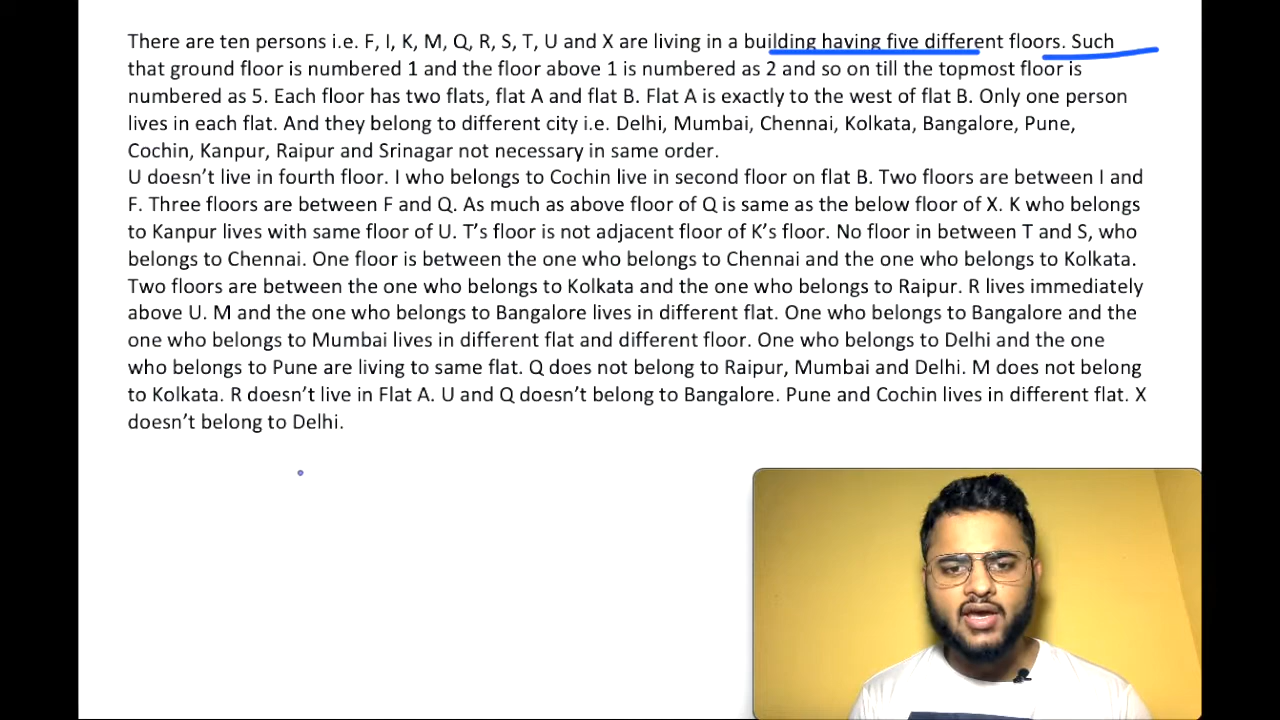 There are ten persons i.e. F, I, K, M, Q, R, S, T, U and X are living in a building having five different floors. Such
that ground floor is numbered 1 and the floor above 1 is numbered as 2 and so on till the topmost floor is
numbered as 5. Each floor has two flats, flat A and flat B. Flat A is exactly to the west of flat B. Only one person
lives in each flat. And they belong to different city i.e. Delhi, Mumbai, Chennai, Kolkata, Bangalore, Pune,
Cochin, Kanpur, Raipur and Srinagar not necessary in same order.
U doesn't live in fourth floor. I who belongs to Cochin live in second floor on flat B. Two floors are between I and
F. Three floors are between F and Q. As much as above floor of Q is same as the below floor of X. K who belongs
to Kanpur lives with same floor of U. T's floor is not adjacent floor of K's floor. No floor in between T and S, who
belongs to Chennai. One floor is between the one who belongs to Chennai and the one who belongs to Kolkata.
Two floors are between the one who belongs to Kolkata and the one who belongs to Raipur. R lives immediately
above U. M and the one who belongs to Bangalore lives in different flat. One who belongs to Bangalore and the
one who belongs to Mumbai lives in different flat and different floor. One who belongs to Delhi and the one
who belongs to Pune are living to same flat. Q does not belong to Raipur, Mumbai and Delhi. M does not belong
to Kolkata. R doesn't live in Flat A. U and Q doesn't belong to Bangalore. Pune and Cochin lives in different flat. X
doesn't belong to Delhi.